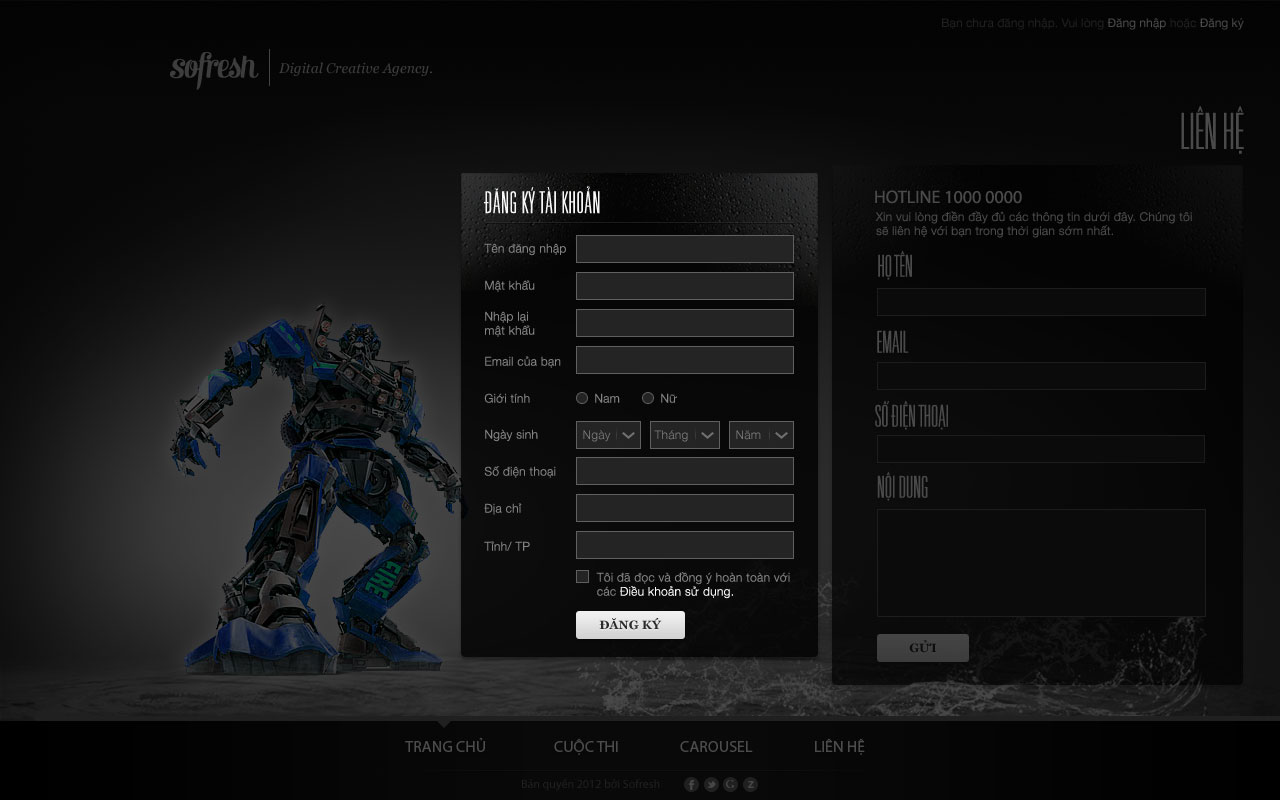 Bạn chưa đăng nhập. Vui lòng Đăng nhập hoặc Đăng ký
sofresh
Digital Creative Agency.
LIÊN HỆ
ĐĂNG KÝ TÀI KHOẢN
Tên đăng nhập
Mật khẩu
Nhập lại
mật khẩu
Email của bạn
Giới tính
Nam
Nữ
Ngày sinh
Ngày
Tháng
Năm
Số điện thoại
Địa chỉ
Tỉnh/ TP
Tôi đã đọc và đồng ý hoàn toàn với
các Điều khoản sử dụng.
ĐĂNG KÝ
HOTLINE 1000 0000
Xin vui lòng điền đầy đủ các thông tin dưới đây. Chúng tôi
sẽ liên hệ với bạn trong thời gian sớm nhất.
HỌ TÊN
EMAIL
SỐ ĐIỆN THOẠI
NỘI DUNG
GỬI
FIRE
TRANG CHỦ
CUỘC THI
CAROUSEL
LIÊN HỆ
Bản quyền 2012 bởi Sofresh